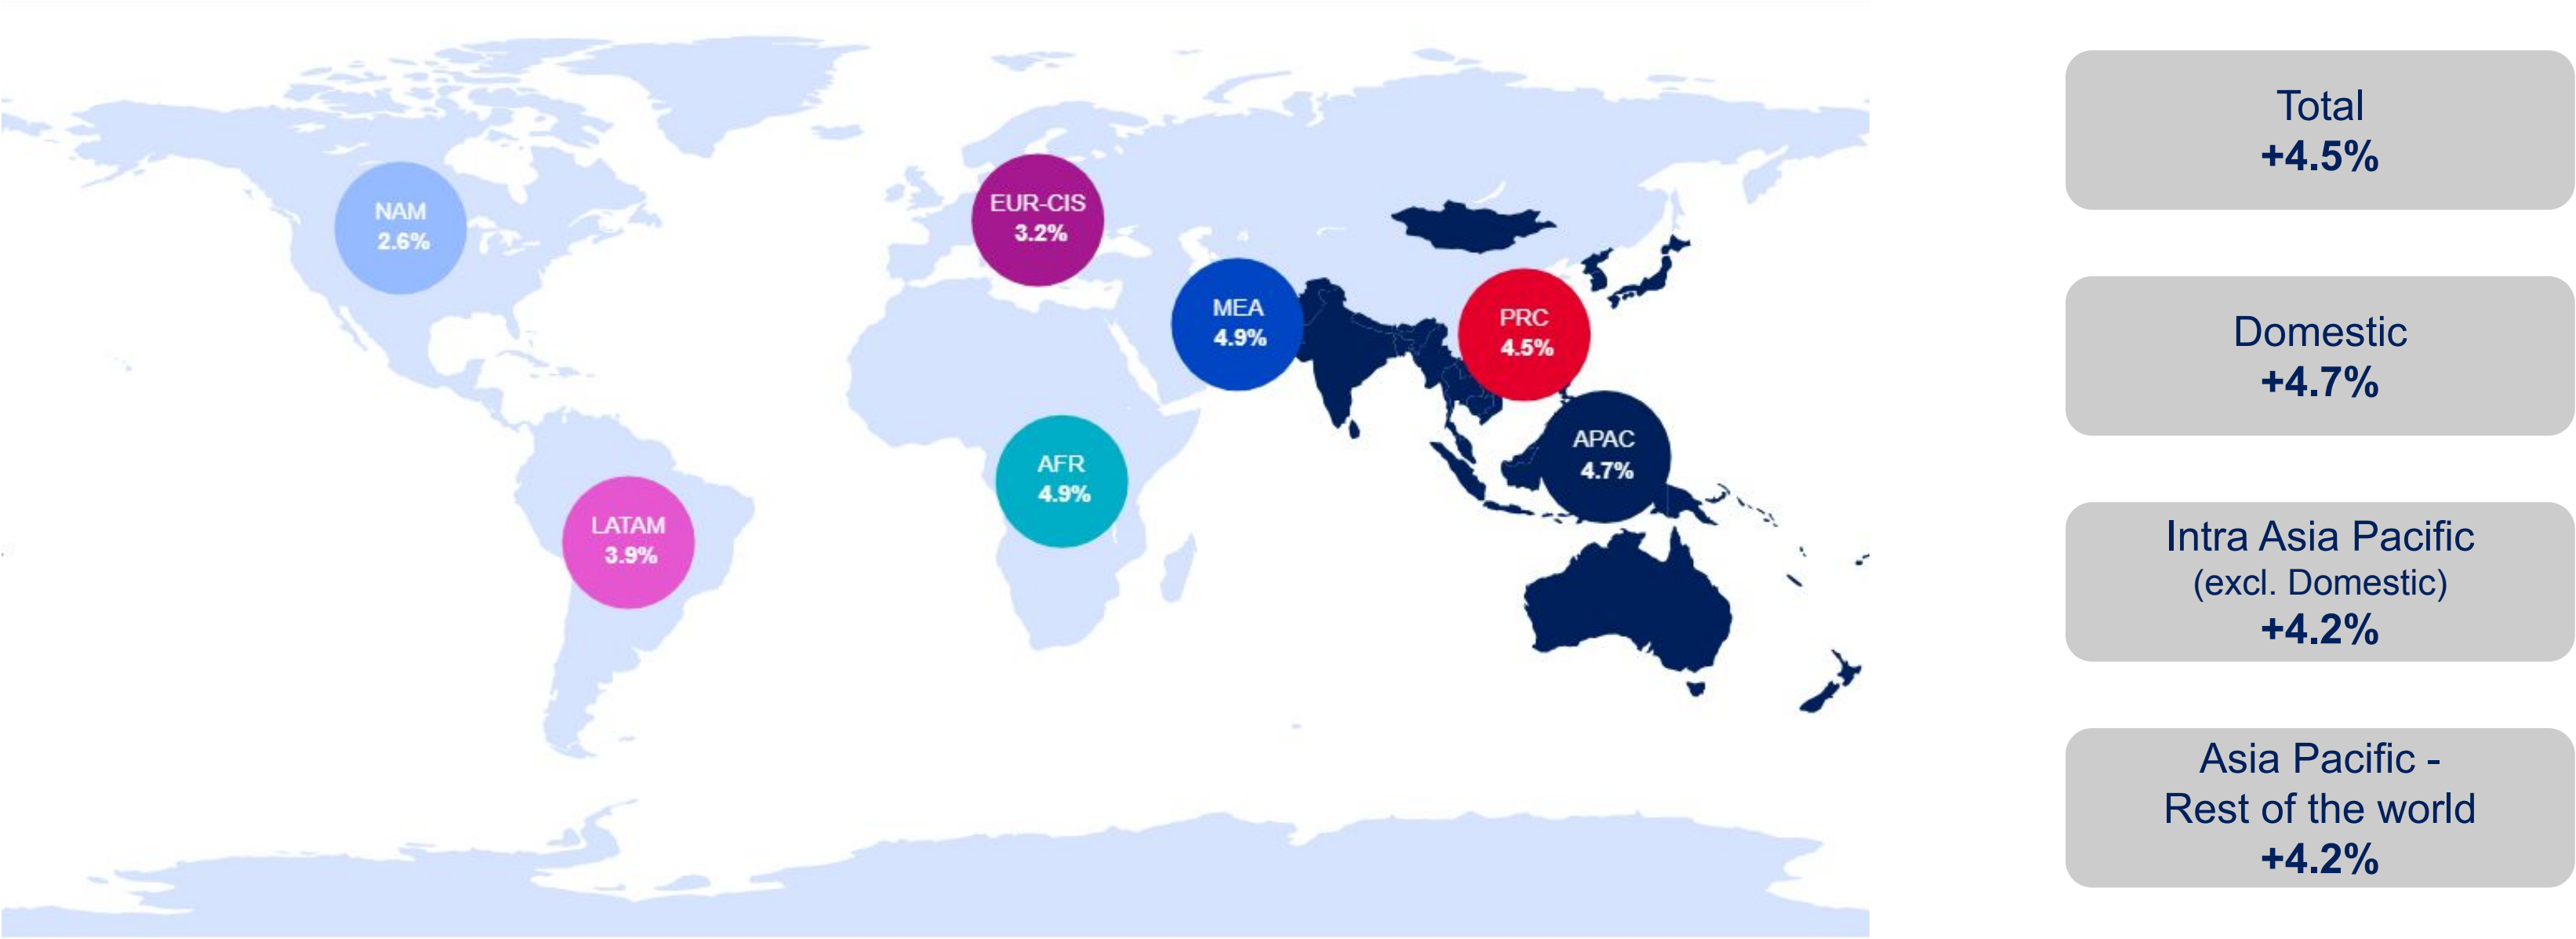 NAM
2.6%
EUR-CIS
3.2%
MEA
4.9%
PRC
4.5%
APAC
4.7%
AFR
4.9%
LATAM
3.9%
Total
+4.5%
Domestic
+4.7%
Intra Asia Pacific
(excl. Domestic)
+4.2%
Asia Pacific -
Rest of the world
+4.2%